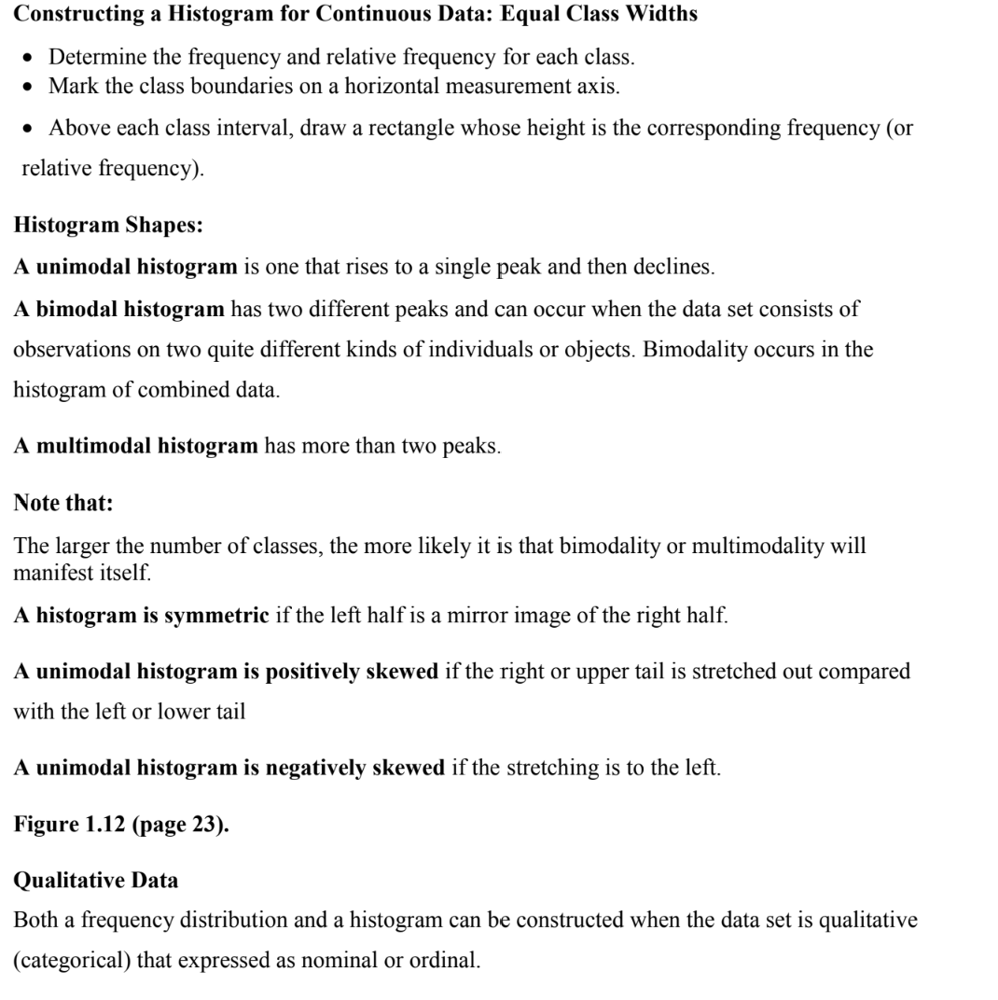 Constructing a Histogram for Continuous Data: Equal Class Widths
• Determine the frequency and relative frequency for each class.
• Mark the class boundaries on a horizontal measurement axis.
• Above each class interval, draw a rectangle whose height is the corresponding frequency (or
relative frequency).
Histogram Shapes:
A unimodal histogram is one that rises to a single peak and then declines.
A bimodal histogram has two different peaks and can occur when the data set consists of
observations on two quite different kinds of individuals or objects. Bimodality occurs in the
histogram of combined data.
A multimodal histogram has more than two peaks.
Note that:
The larger the number of classes, the more likely it is that bimodality or multimodality will
manifest itself.
A histogram is symmetric if the left half is a mirror image of the right half.
A unimodal histogram is positively skewed if the right or upper tail is stretched out compared
with the left or lower tail
A unimodal histogram is negatively skewed if the stretching is to the left.
Figure 1.12 (page 23).
Qualitative Data
Both a frequency distribution and a histogram can be constructed when the data set is qualitative
(categorical) that expressed as nominal or ordinal.